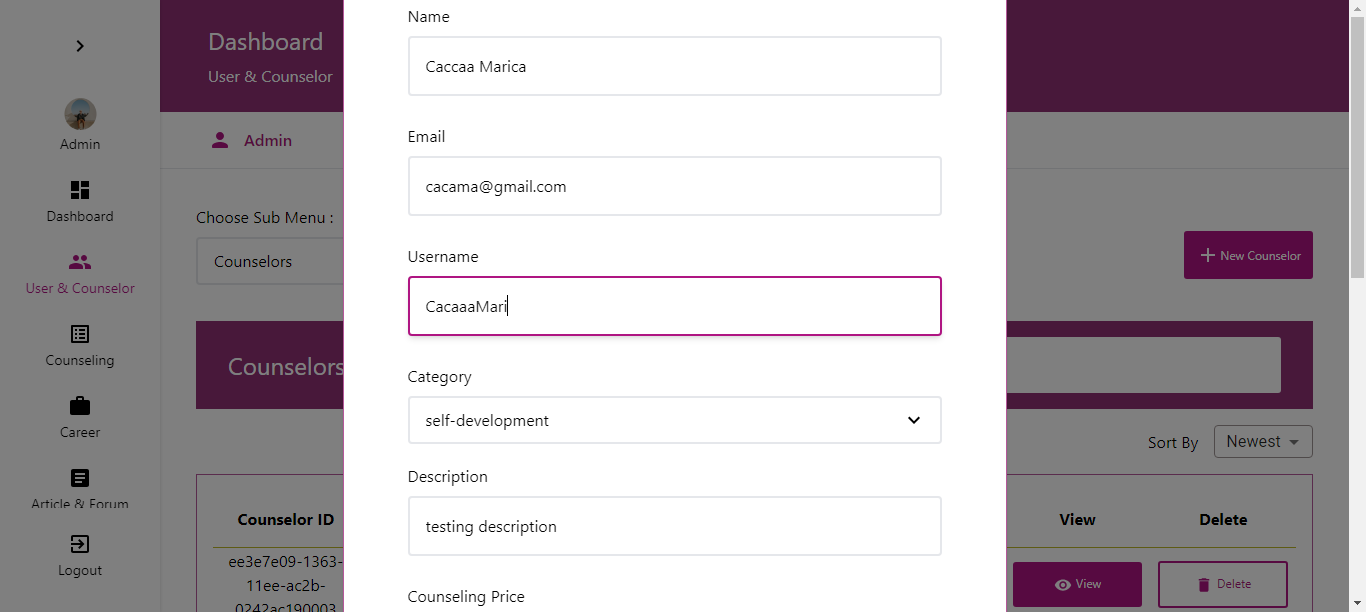 Admin
Dashboard
User & Counselor
Counseling
Career
Article & Forum
Logout
Dashboard
User & Counselor
Admin
Choose Sub Menu :
Counselors
New Counselor
Counselors
Sort By
Newest
Counselor ID
View
Delete
ee3e7e09-1363-
11ee-ac2b-
0242ac190003
View
Delete
Name
Caccaa Marica
Email
cacama@gmail.com
Username
CacaaaMari
Category
self-development
Description
testing description
Counseling Price